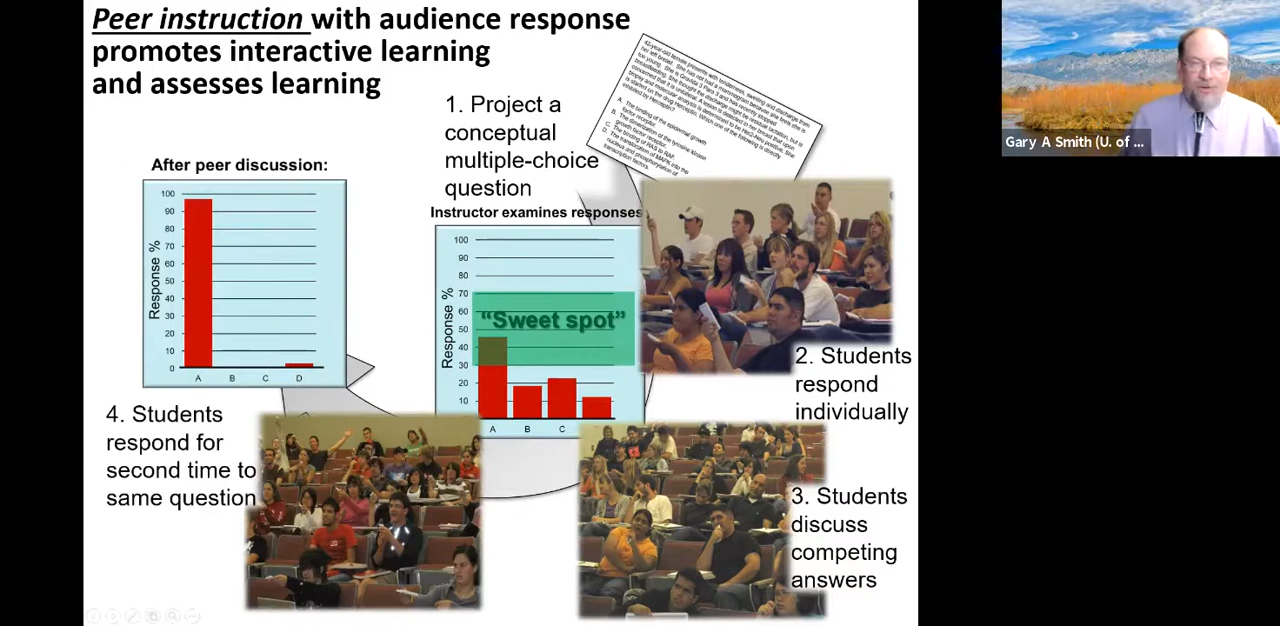 Peer instruction with audience response
promotes interactive learning
and assesses learning
1. Project a
conceptual
multiple-choice
question
After peer discussion:
100
90
80
70
60
50
40
30
20
10
0
Response %
A B C D
Instructor examines responses
100
90
80
70
60
50
40
30
20
10
Response %
"Sweet spot"
A B C
2. Students
respond
individually
3. Students
discuss
competing
answers
4. Students
respond for
second time to
same question
Gary A Smith (U. of ...